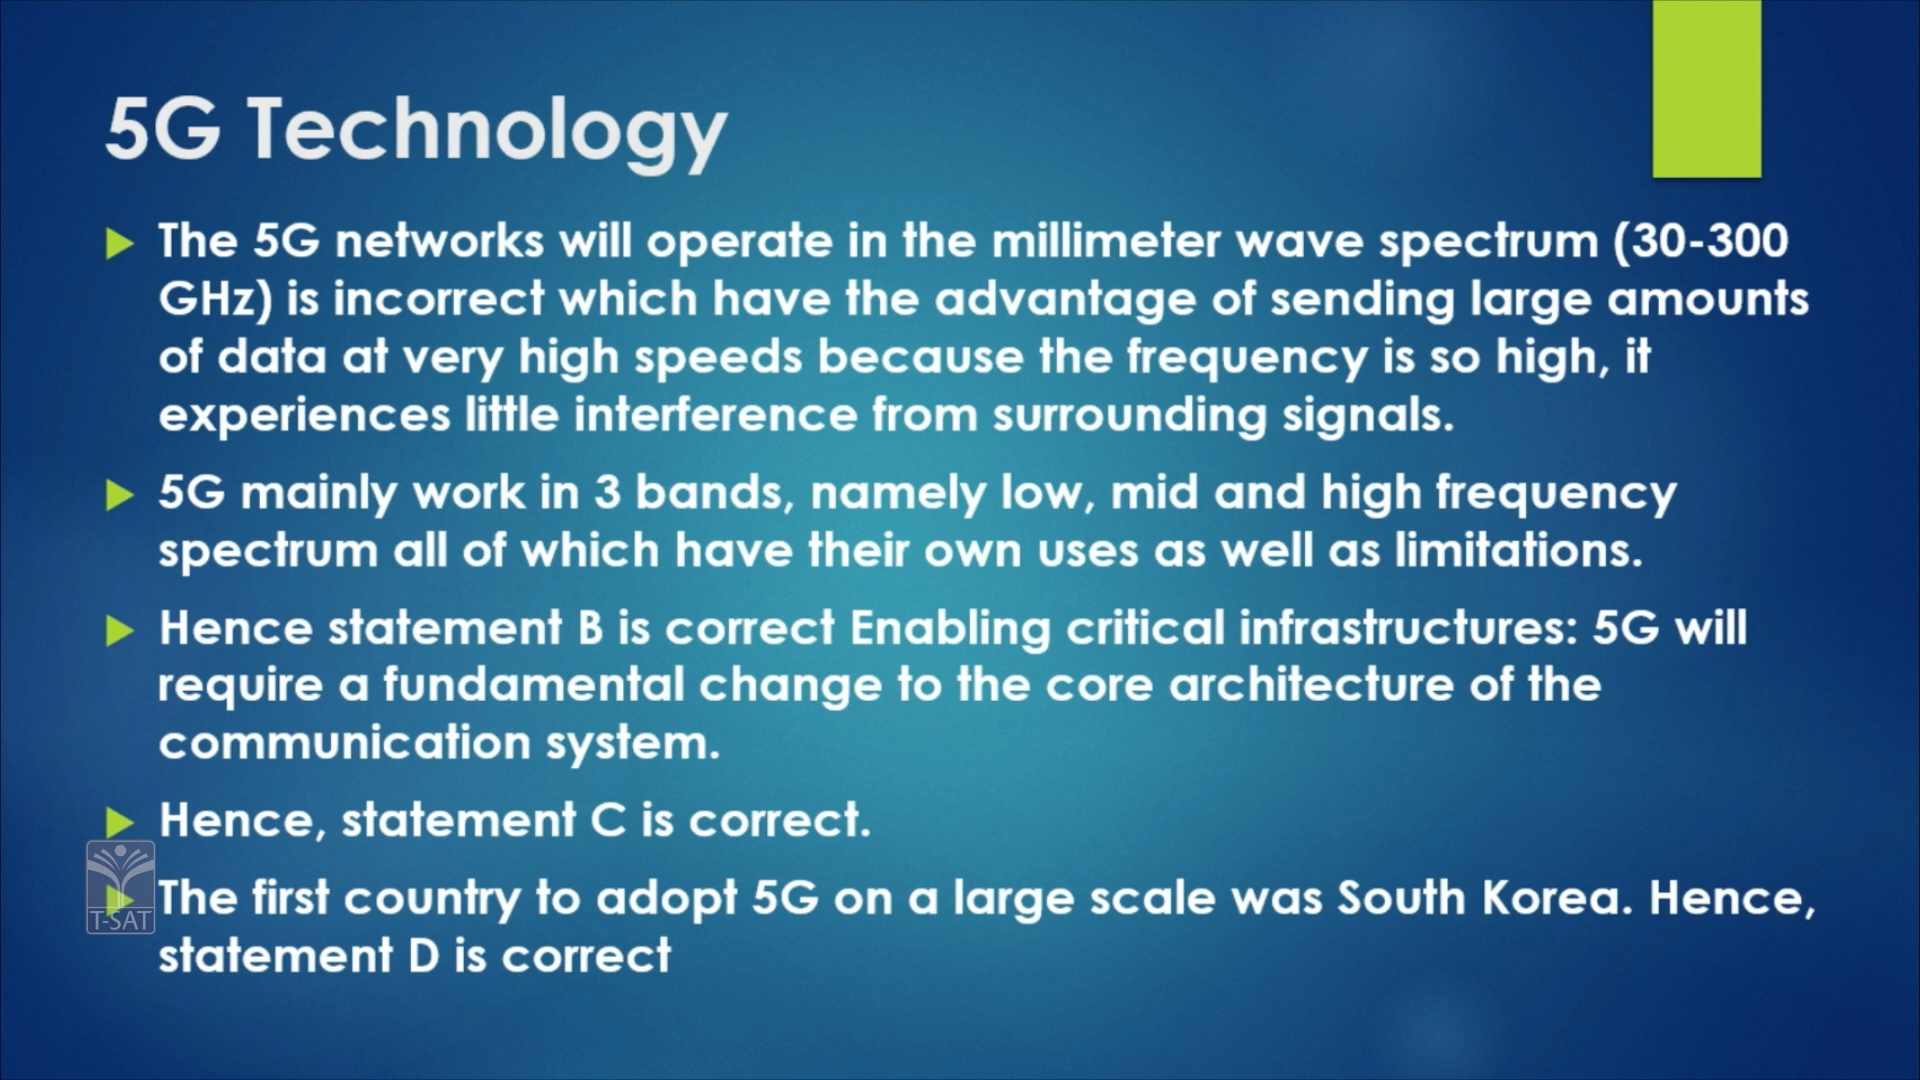 5G Technology
The 5G networks will operate in the millimeter wave spectrum (30-300
GHz) is incorrect which have the advantage of sending large amounts
of data at very high speeds because the frequency is so high, it
experiences little interference from surrounding signals.
5G mainly work in 3 bands, namely low, mid and high frequency
spectrum all of which have their own uses as well as limitations.
Hence statement B is correct Enabling critical infrastructures: 5G will
require a fundamental change to the core architecture of the
communication system.
Hence, statement C is correct.
The first country to adopt 5G on a large scale was South Korea. Hence,
statement D is correct
T-SAT